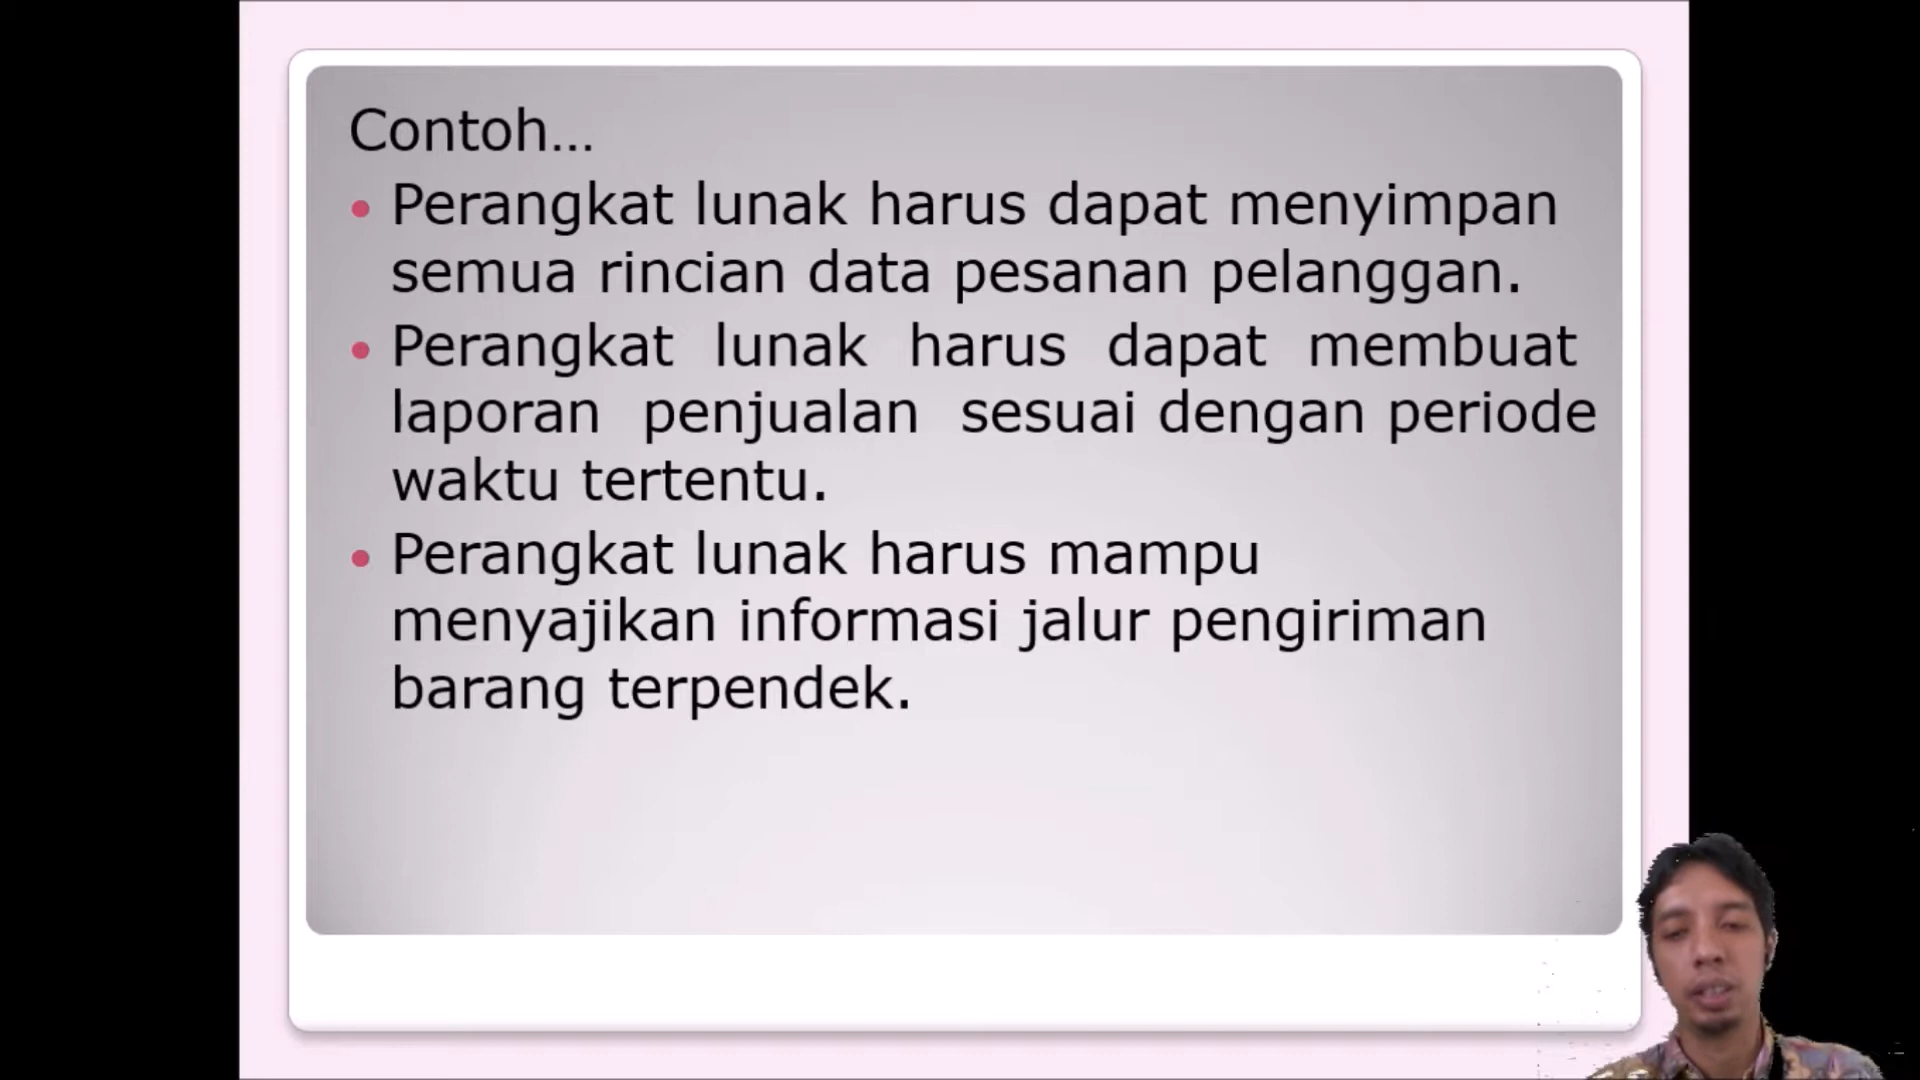 Contoh...
• Perangkat lunak harus dapat menyimpan
semua rincian data pesanan pelanggan.
• Perangkat lunak harus dapat membuat
laporan penjualan sesuai dengan periode
waktu tertentu.
• Perangkat lunak harus mampu
menyajikan informasi jalur pengiriman
barang terpendek.